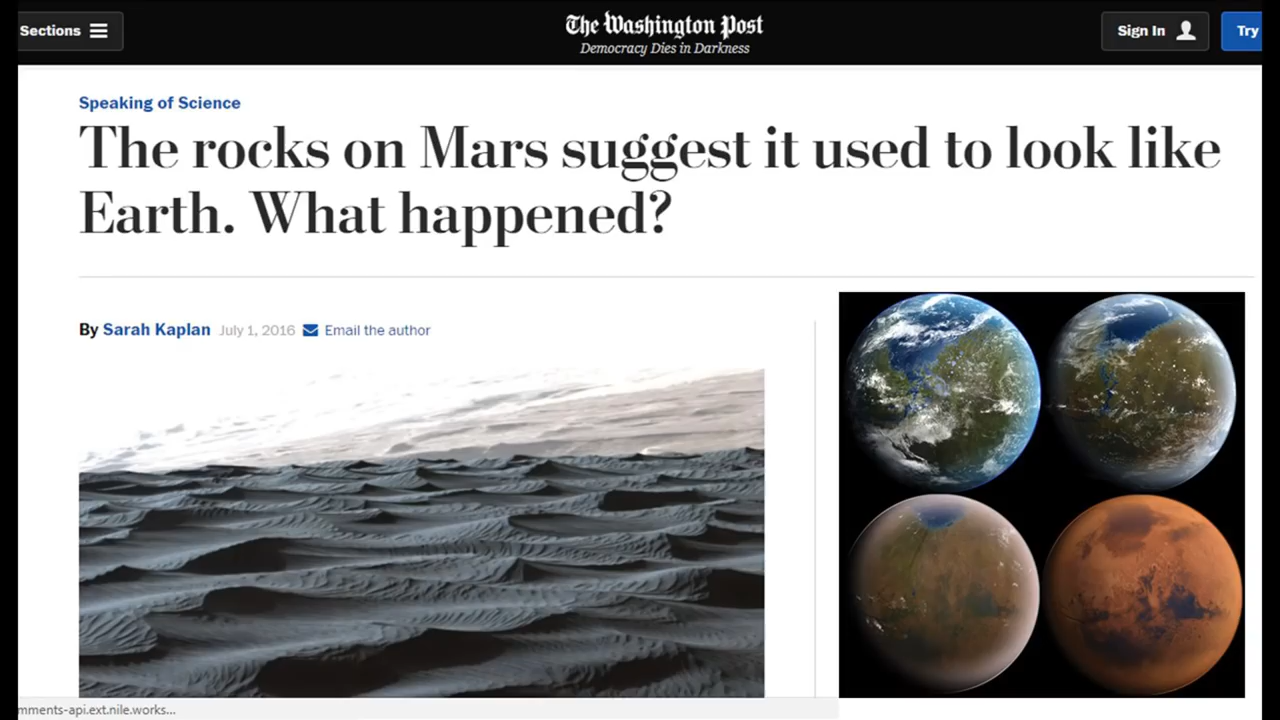 Sections
The Washington Post
Democracy Dies in Darkness
Sign In
Try
Speaking of Science
The rocks on Mars suggest it used to look like
Earth. What happened?
By Sarah Kaplan July 1, 2016 Email the author
mments-api.ext.nile.works...